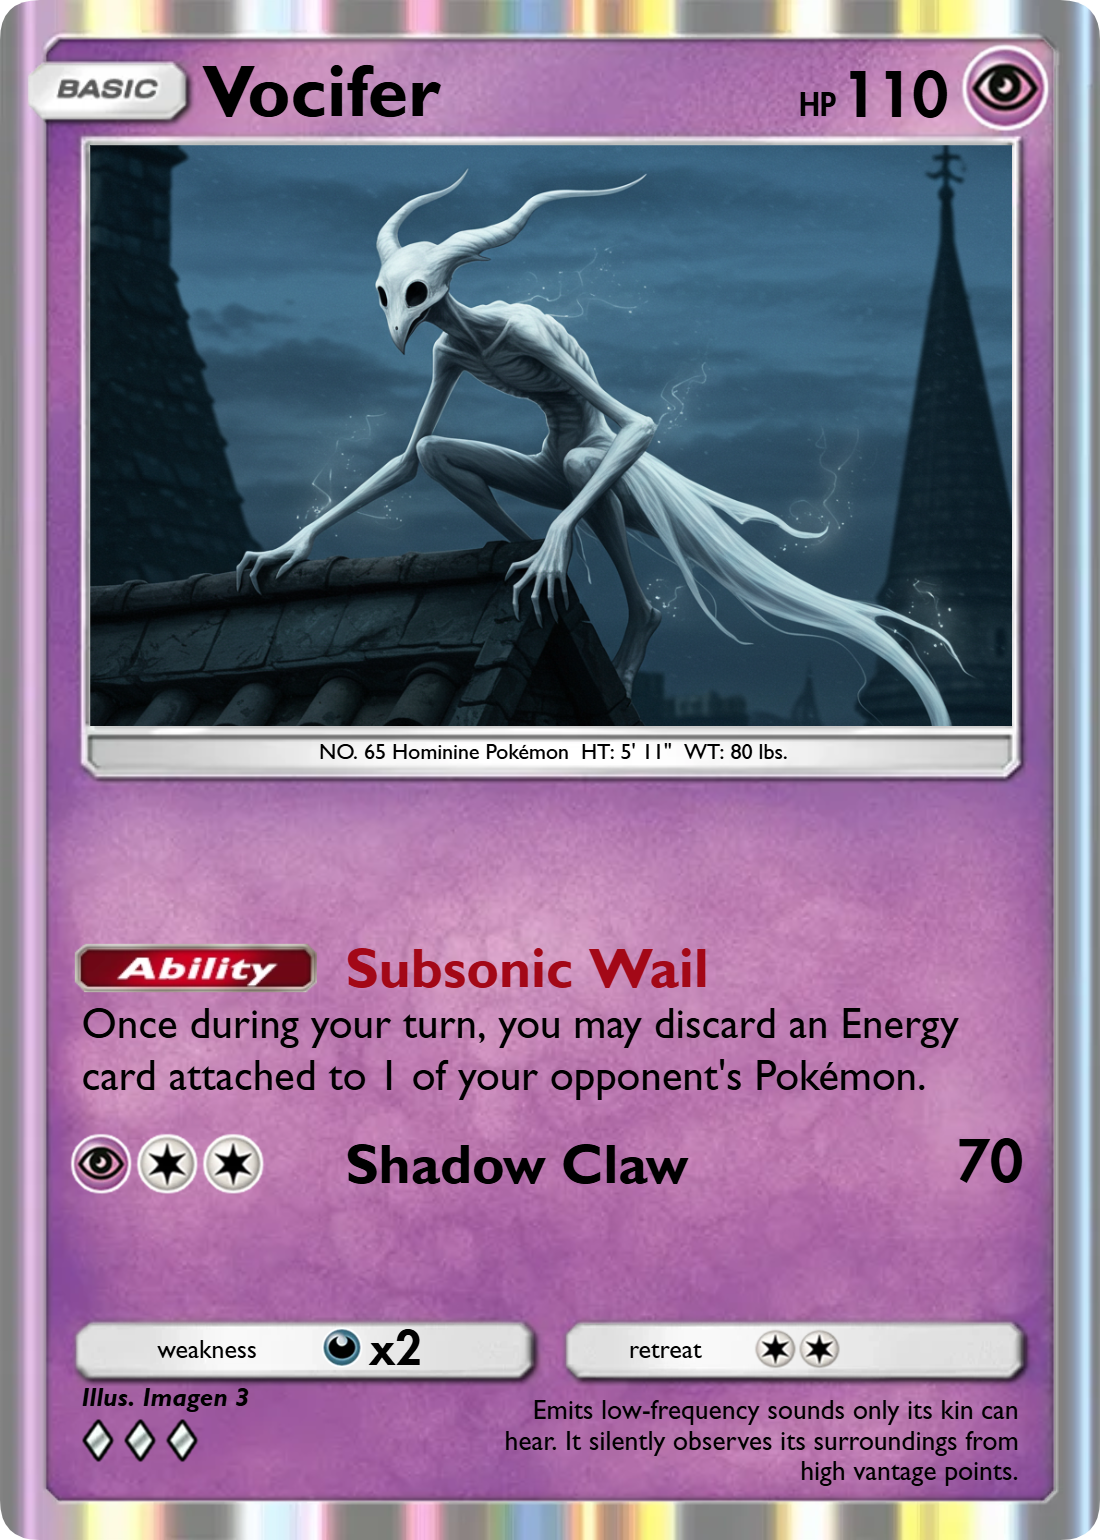 BASIC Vocifer HP 110
NO. 65 Hominine Pokémon HT: 5' 11" WT: 80 lbs.
Ability Subsonic Wail
Once during your turn, you may discard an Energy
card attached to 1 of your opponent's Pokémon.
Shadow Claw 70
weakness x2 retreat
Illus. Imagen 3
Emits low-frequency sounds only its kin can
hear. It silently observes its surroundings from
high vantage points.